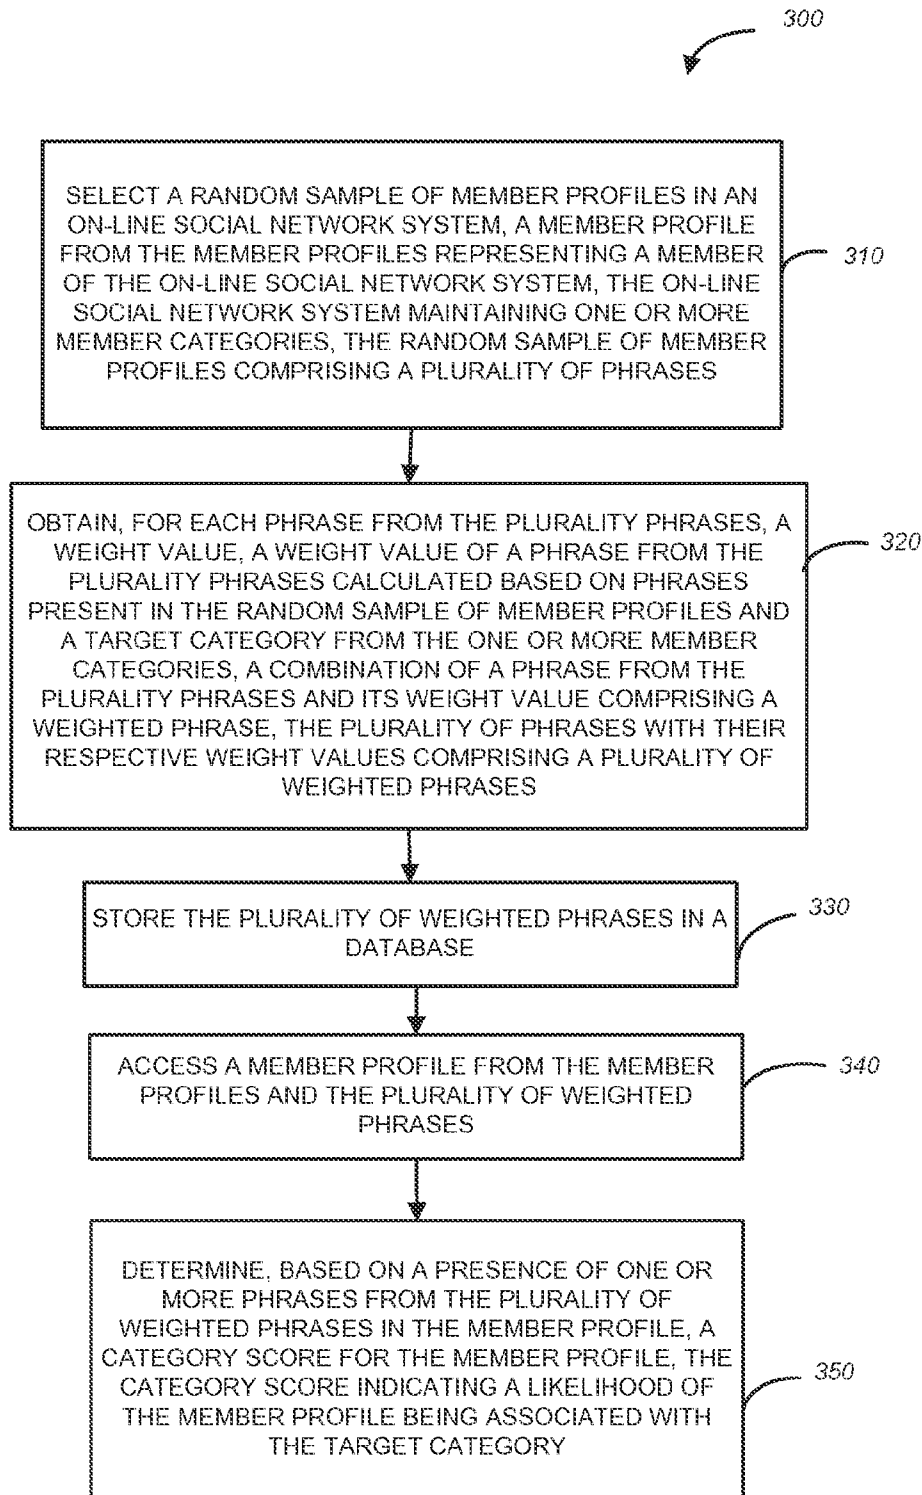 300
SELECT A RANDOM SAMPLE OF MEMBER PROFILES IN AN
ON-LINE SOCIAL NETWORK SYSTEM, A MEMBER PROFILE
FROM THE MEMBER PROFILES REPRESENTING A MEMBER
OF THE ON-LINE SOCIAL NETWORK SYSTEM, THE ON-LINE
SOCIAL NETWORK SYSTEM MAINTAINING ONE OR MORE
MEMBER CATEGORIES, THE RANDOM SAMPLE OF MEMBER
PROFILES COMPRISING A PLURALITY OF PHRASES
310
OBTAIN, FOR EACH PHRASE FROM THE PLURALITY PHRASES, A
WEIGHT VALUE, A WEIGHT VALUE OF A PHRASE FROM THE
PLURALITY PHRASES CALCULATED BASED ON PHRASES
PRESENT IN THE RANDOM SAMPLE OF MEMBER PROFILES AND
A TARGET CATEGORY FROM THE ONE OR MORE MEMBER
CATEGORIES, A COMBINATION OF A PHRASE FROM THE
PLURALITY PHRASES AND ITS WEIGHT VALUE COMPRISING A
WEIGHTED PHRASE, THE PLURALITY OF PHRASES WITH THEIR
RESPECTIVE WEIGHT VALUES COMPRISING A PLURALITY OF
WEIGHTED PHRASES
320
STORE THE PLURALITY OF WEIGHTED PHRASES IN A
DATABASE
330
ACCESS A MEMBER PROFILE FROM THE MEMBER
PROFILES AND THE PLURALITY OF WEIGHTED
PHRASES
340
DETERMINE, BASED ON A PRESENCE OF ONE OR
MORE PHRASES FROM THE PLURALITY OF
WEIGHTED PHRASES IN THE MEMBER PROFILE, A
CATEGORY SCORE FOR THE MEMBER PROFILE, THE
CATEGORY SCORE INDICATING A LIKELIHOOD OF
THE MEMBER PROFILE BEING ASSOCIATED WITH
THE TARGET CATEGORY
350